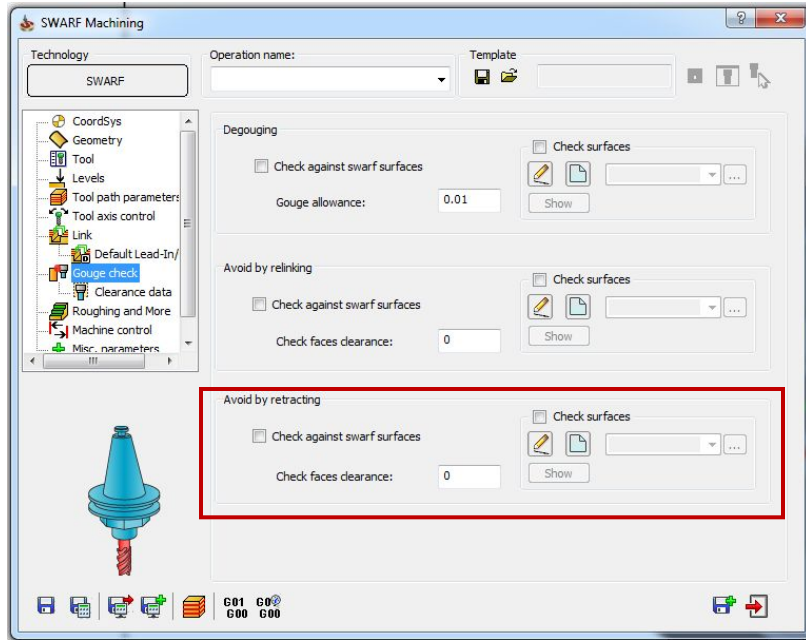 SWARF Machining
Technology
SWARF
Operation name:
Template
CoordSys
Geometry
Tool
Levels
Tool path parameters
Tool axis control
Link
Default Lead-In/
Gouge check
Clearance data
Roughing and More
Machine control
Misc. parameters
Degouging
Check against swarf surfaces
Gouge allowance: 0.01
Check surfaces
...
Show
Avoid by relinking
Check against swarf surfaces
Check faces clearance: 0
Check surfaces
...
Show
Avoid by retracting
Check against swarf surfaces
Check faces clearance: 0
Check surfaces
...
Show
G01 G00
G00 G00